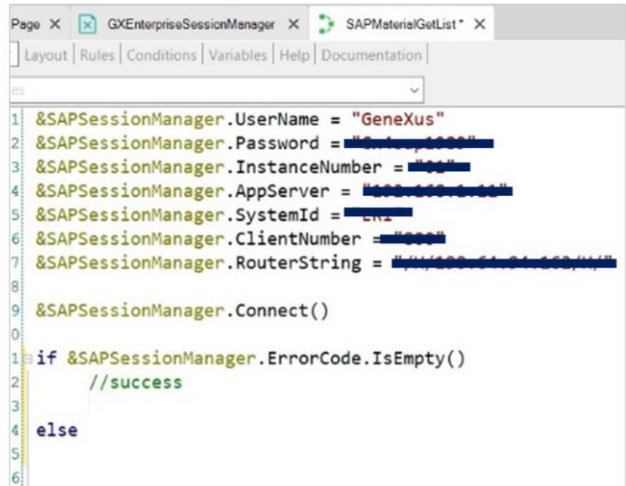 Page X GXEnterpriseSessionManager X SAPMaterialGetList* X
Layout | Rules | Conditions | Variables | Help | Documentation |
es
1 &SAPSessionManager.UserName = "GeneXus"
2 &SAPSessionManager.Password =
3 &SAPSessionManager.InstanceNumber =
4 &SAPSessionManager.AppServer =
5 &SAPSessionManager.SystemId =
6 &SAPSessionManager.ClientNumber =
7 &SAPSessionManager.RouterString =
8
9 &SAPSessionManager.Connect()
0
1 if &SAPSessionManager.ErrorCode.IsEmpty()
2 //success
3
4 else
5
6